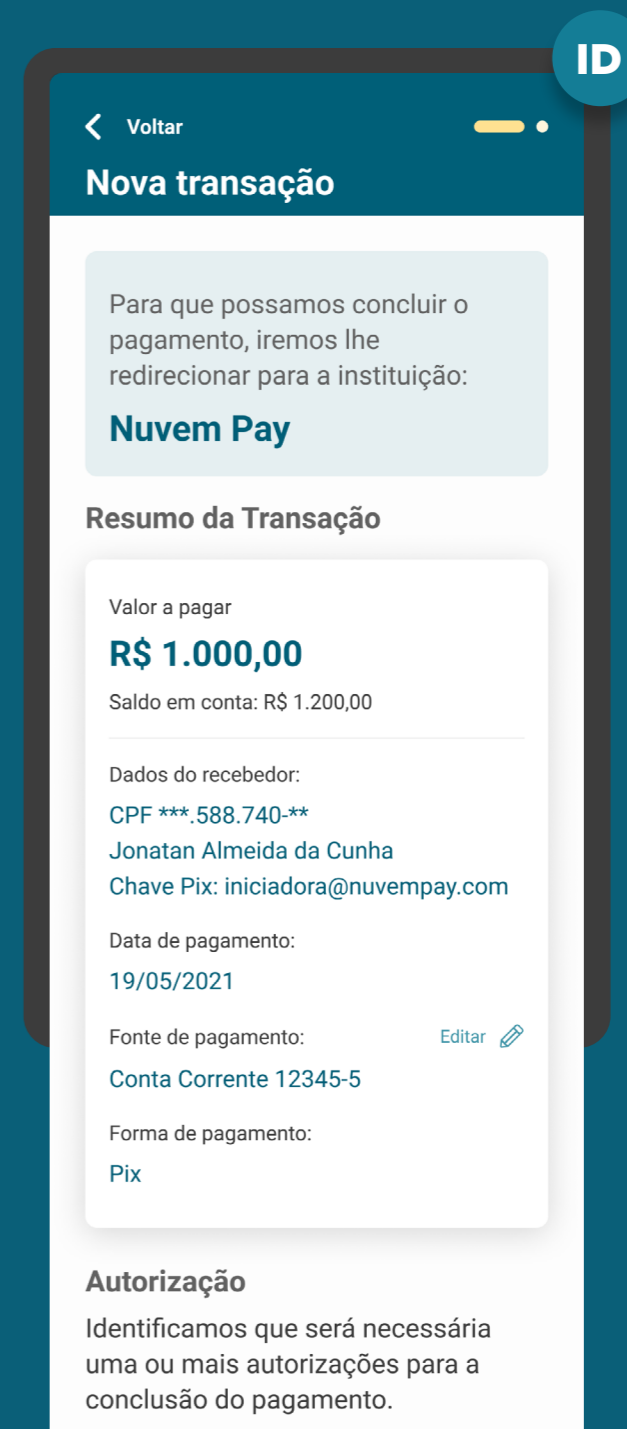 ID
Voltar
Nova transação
Para que possamos concluir o
pagamento, iremos lhe
redirecionar para a instituição:
Nuvem Pay
Resumo da Transação
Valor a pagar
R$ 1.000,00
Saldo em conta: R$ 1.200,00
Dados do recebedor:
CPF ***.588.740-**
Jonatan Almeida da Cunha
Chave Pix: iniciadora@nuvempay.com
Data de pagamento:
19/05/2021
Fonte de pagamento:
Editar
Conta Corrente 12345-5
Forma de pagamento:
Pix
Autorização
Identificamos que será necessária
uma ou mais autorizações para a
conclusão do pagamento.